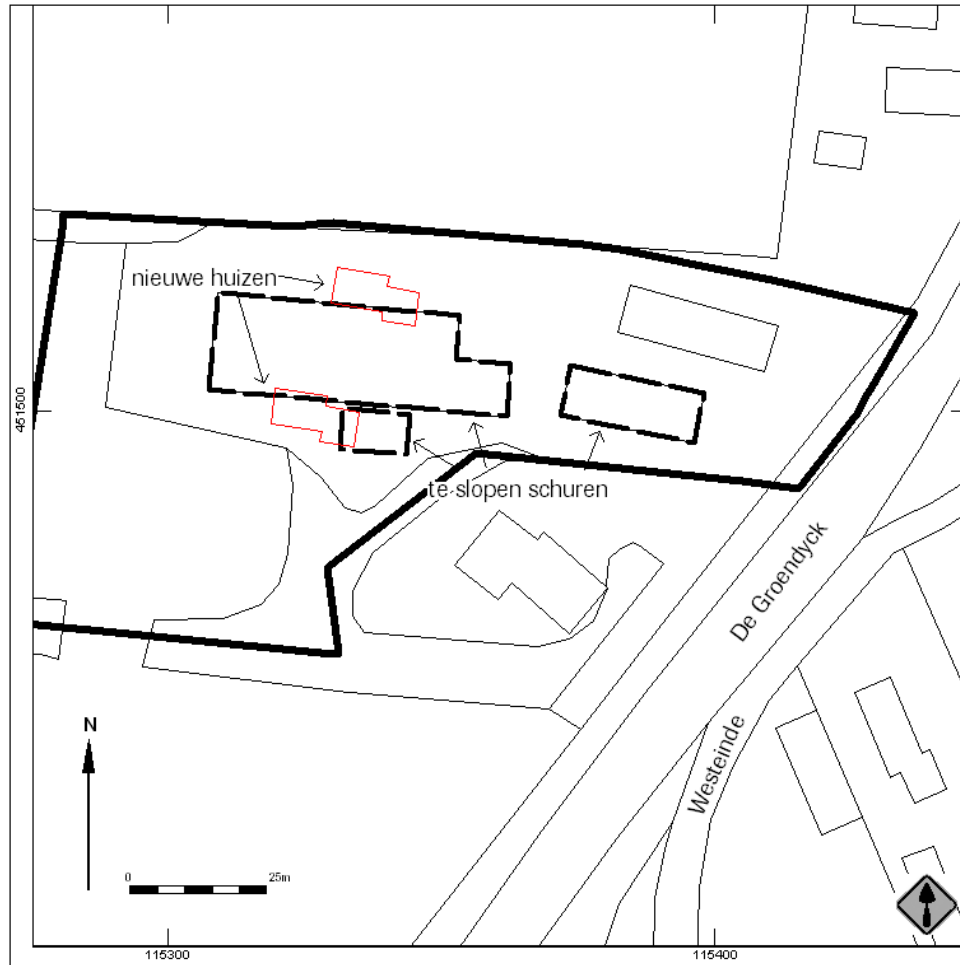 nieuwe huizen
451500
te slopen schuren
De Groendyck
Westeinde
N
0 25m
115300 115400